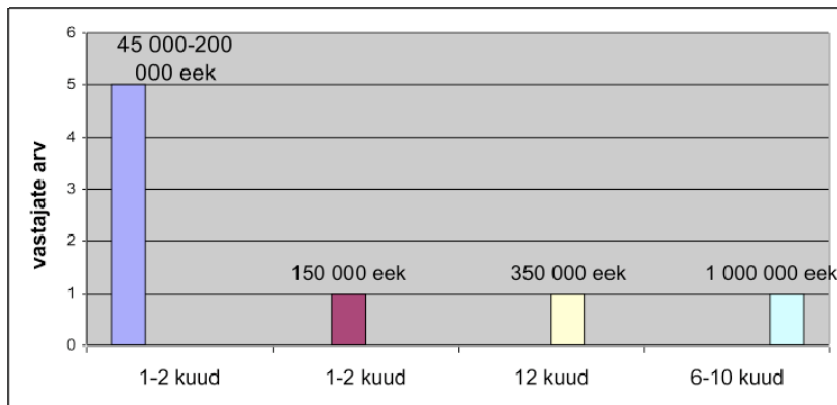 vastajate arv
6
5
4
3
2
1
0
45 000-200
000 eek
150 000 eek
350 000 eek
1 000 000 eek
1-2 kuud
1-2 kuud
12 kuud
6-10 kuud